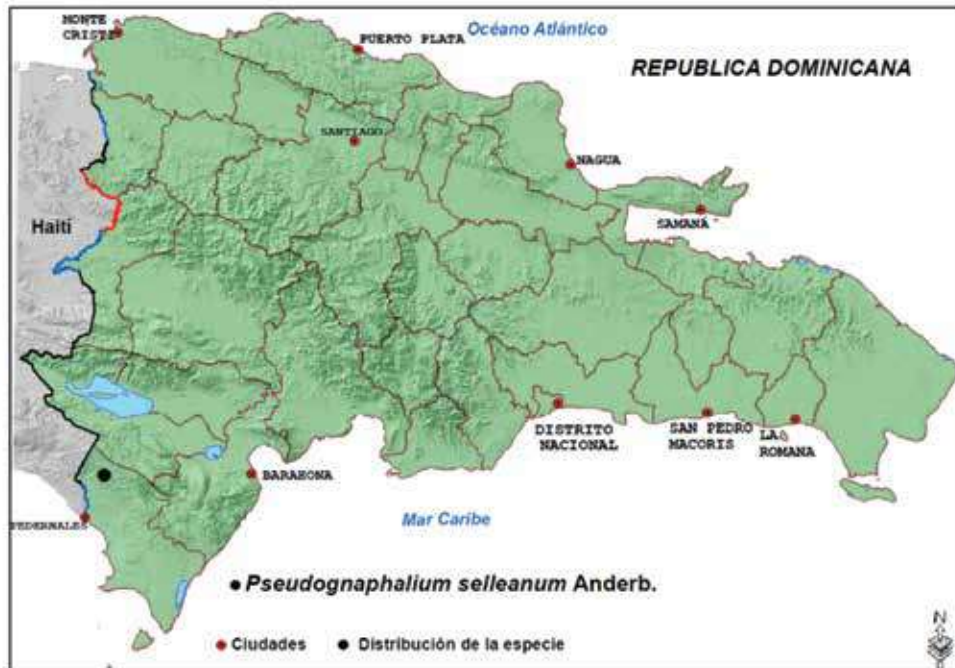 MONTE
CRISTI
PUERTO PLATA
Océano Atlántico
REPUBLICA DOMINICANA
SANTIAGO
NAGUA
Haití
SAMANA
DISTRITO
NACIONAL
SAN PEDRO
MACORIS
LA
ROMANA
BARAHONA
PEDERNALES
Mar Caribe
Pseudognaphalium selleanum Anderb.
Ciudades
Distribución de la especie
N